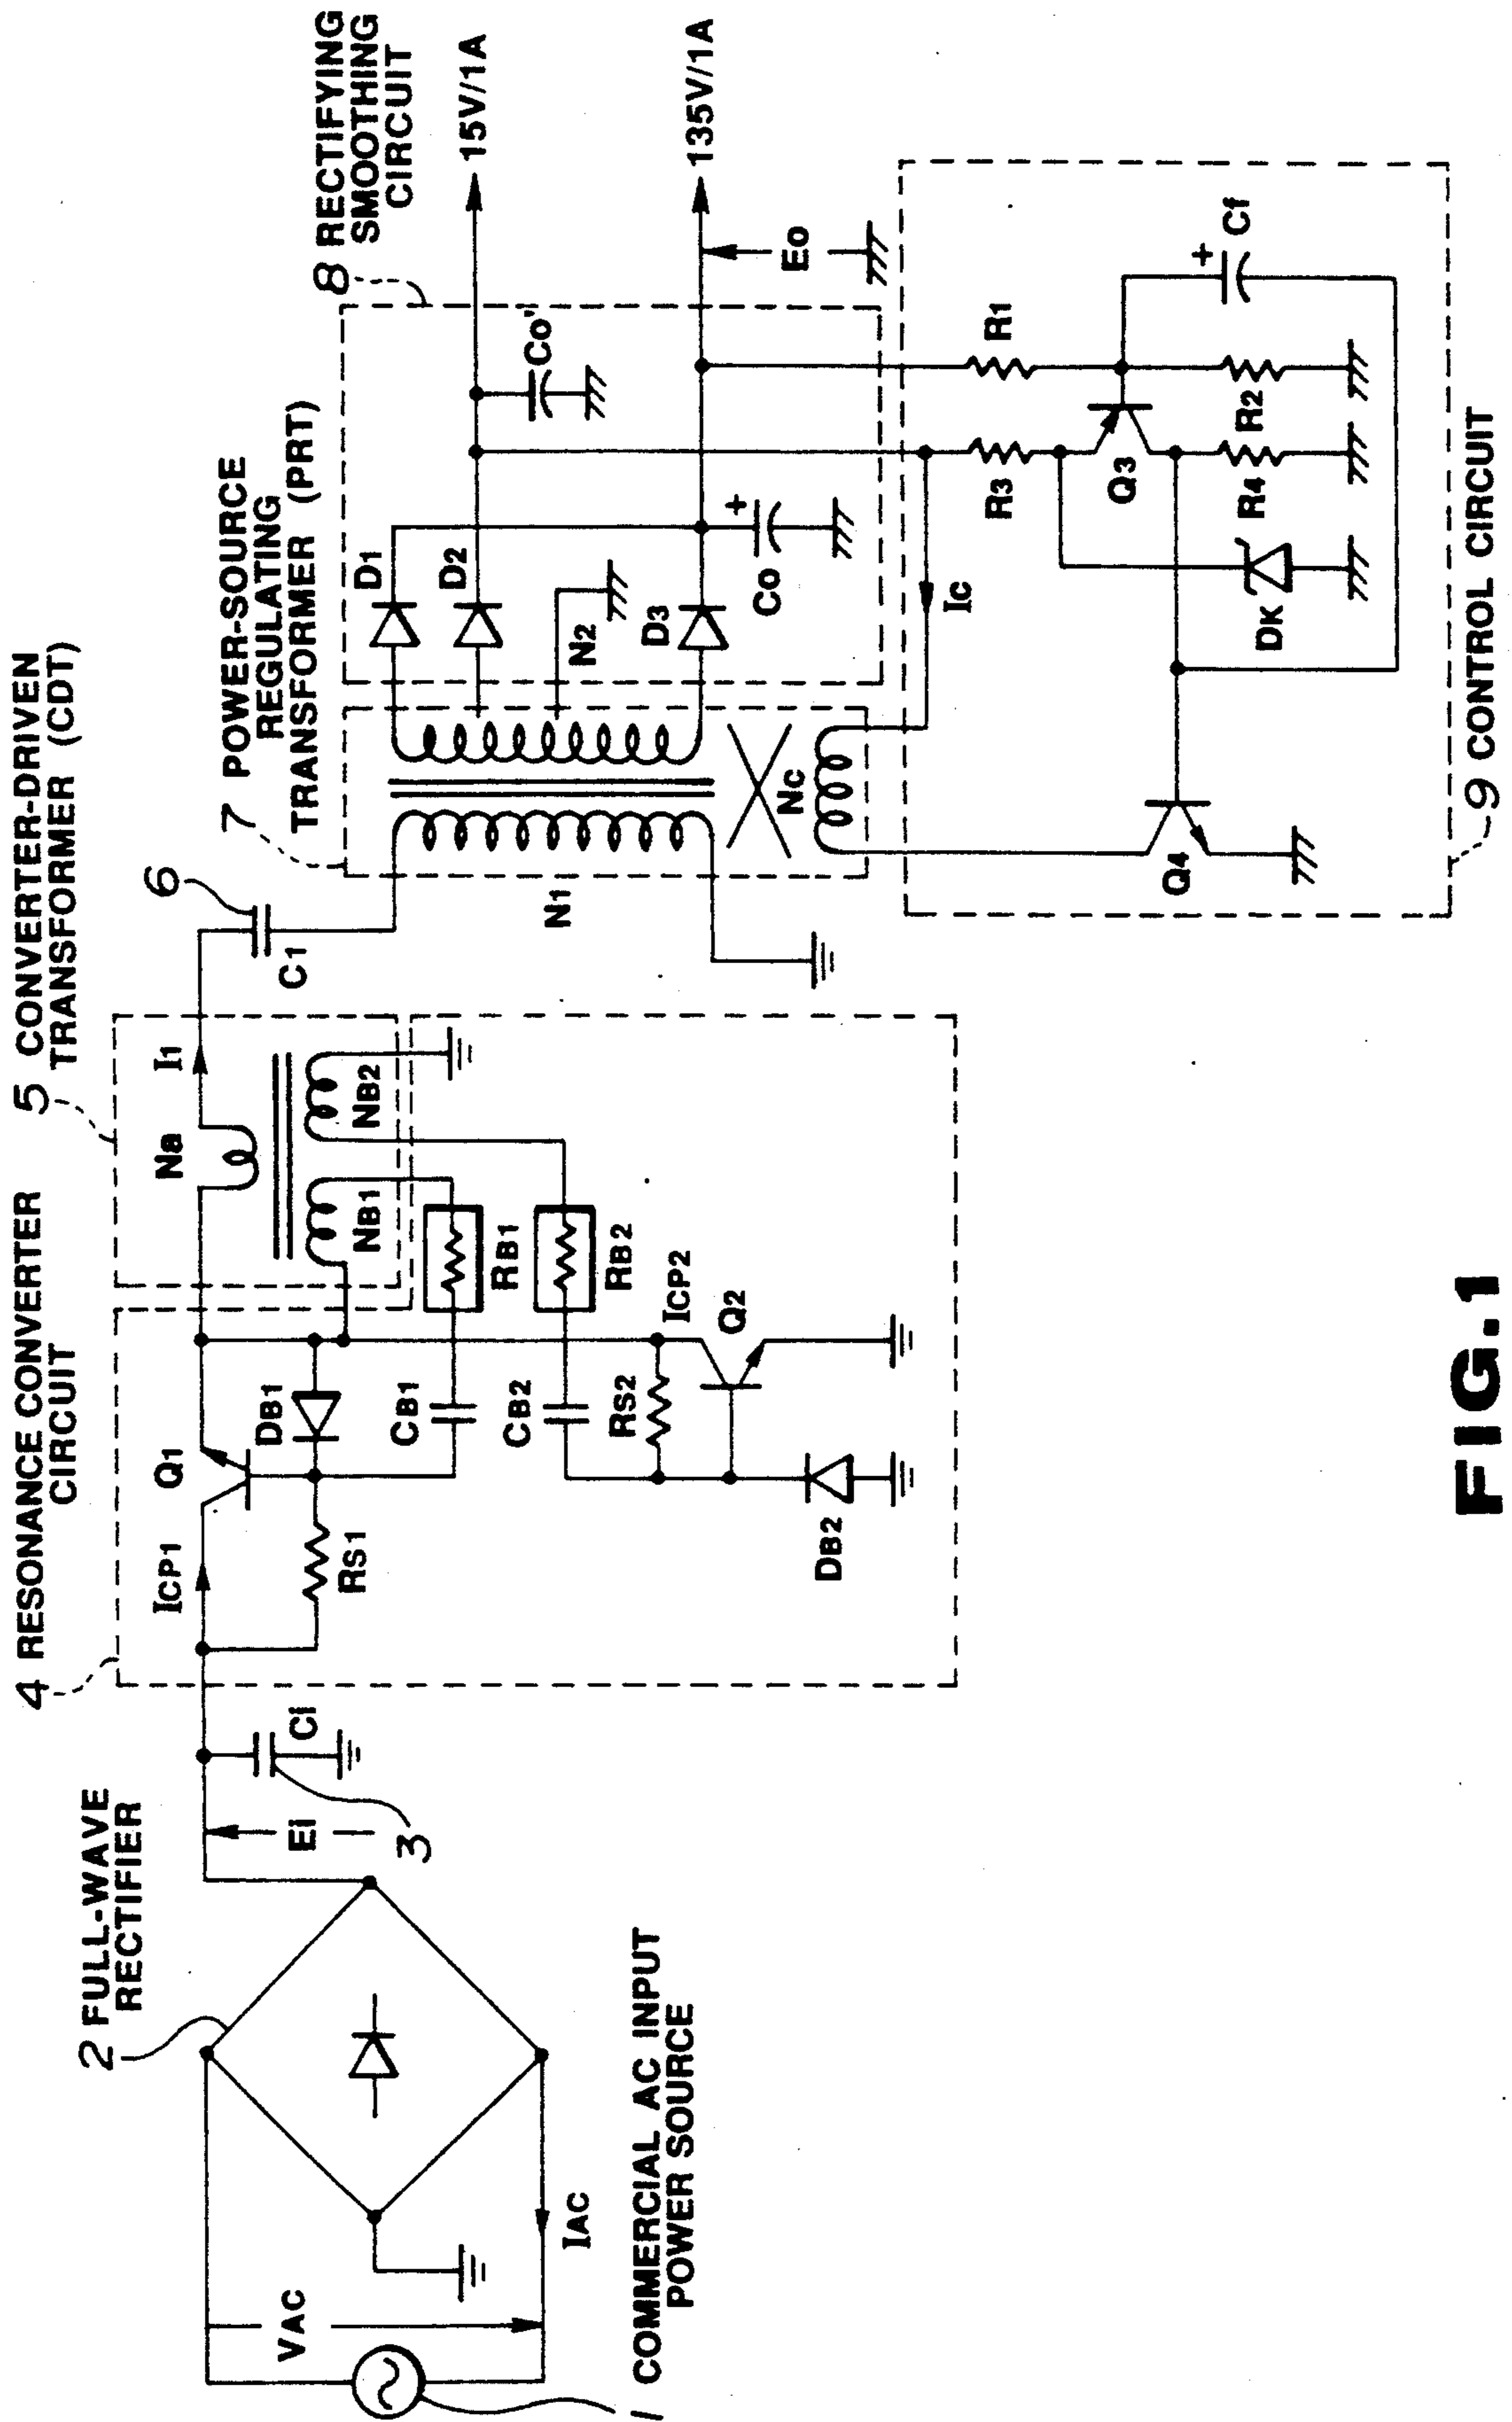 4 RESONANCE CONVERTER
CIRCUIT
5 CONVERTER-DRIVEN
TRANSFORMER (CDT)
7 POWER-SOURCE
REGULATING
TRANSFORMER (PRT)
8 RECTIFYING
SMOOTHING
CIRCUIT
2 FULL-WAVE
RECTIFIER
6
C1
ICP1
Q1
Na
I1
D1
D2
Co'
15V/1A
DB1
NB1
NB2
N1
N2
D3
Co
135V/1A
Eo
VAC
Ei
Ci
3
RS1
CB1
RB1
CB2
RB2
RS2
ICP2
Q2
DB2
Nc
Ic
R3
R1
IAC
1 COMMERCIAL AC INPUT
POWER SOURCE
Q4
DK
Q3
R4
R2
Cf
9 CONTROL CIRCUIT
FIG.1